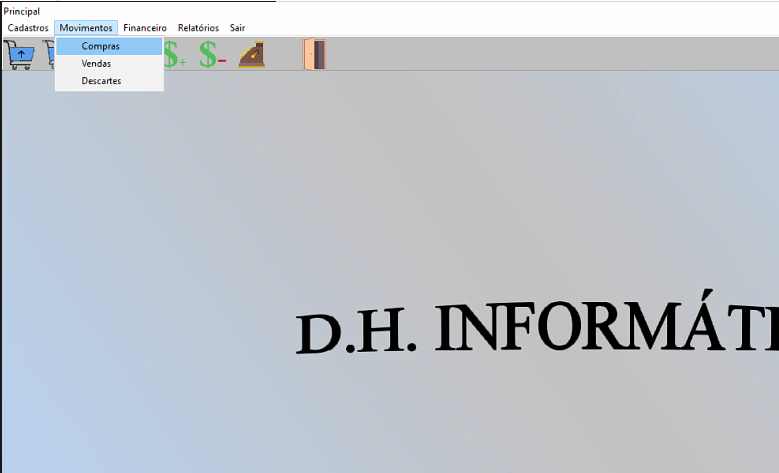 Principal
Cadastros Movimentos Financeiro Relatórios Sair
Compras
Vendas
Descartes
$+ $-
D.H. INFORMÁTI